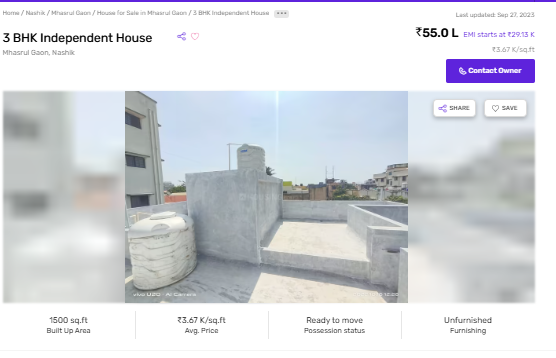 Home / Nashik / Mhasrul Gaon / House for Sale in Mhasrul Gaon / 3 BHK Independent House
Last updated: Sep 27, 2023
3 BHK Independent House
₹55.0 L EMI starts at ₹29.13 K
Mhasrul Gaon, Nashik
₹3.67 K/sq.ft
Contact Owner
SHARE
SAVE
1500 sq.ft
Built Up Area
₹3.67 K/sq.ft
Avg. Price
Ready to move
Possession status
Unfurnished
Furnishing